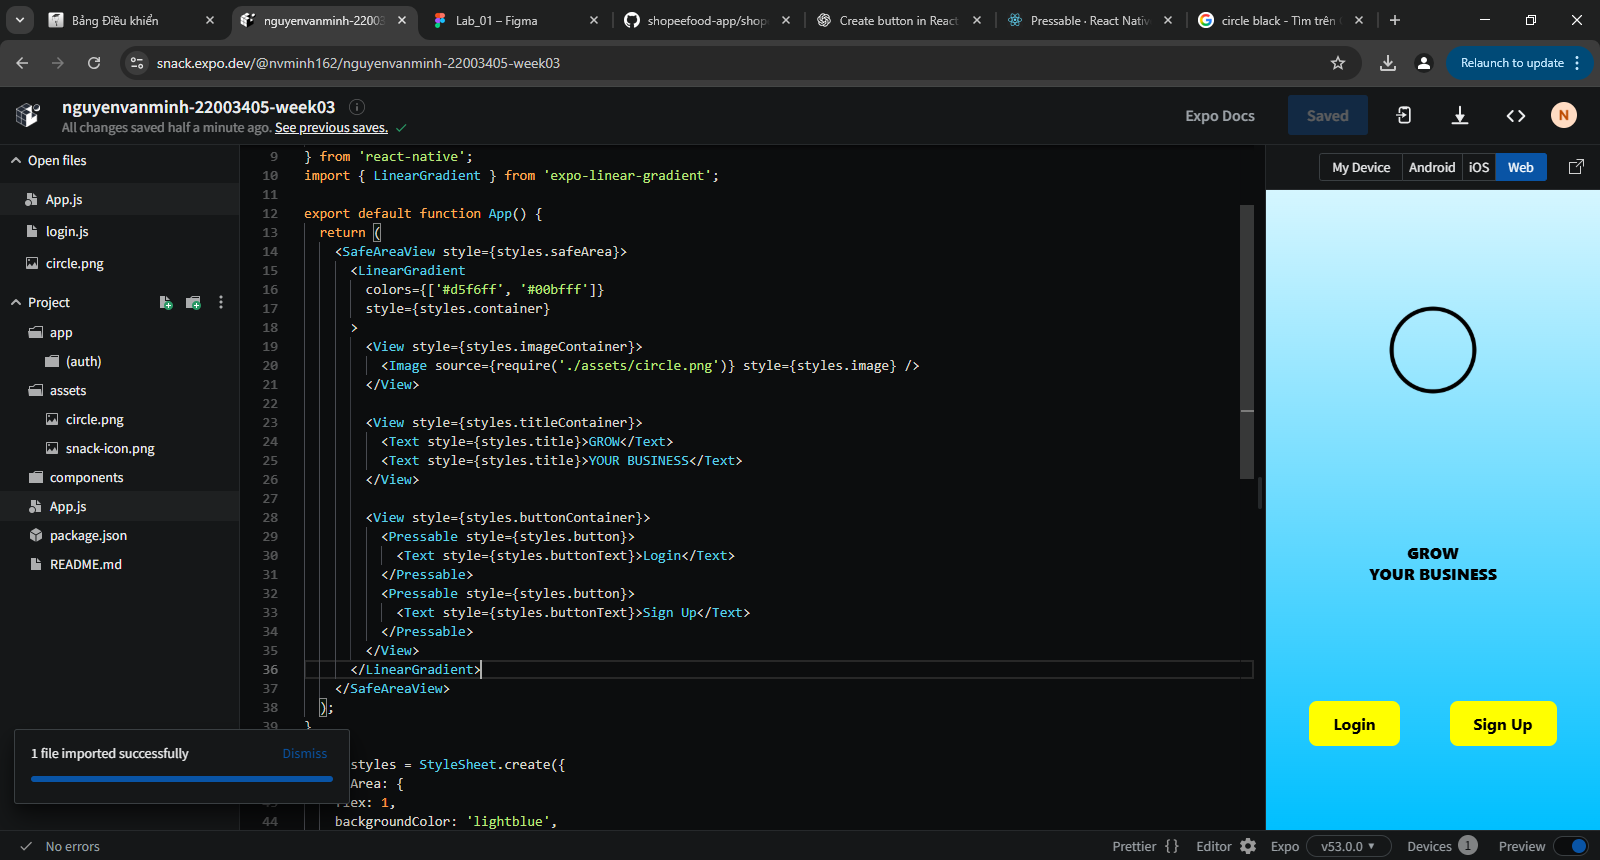 Bảng Điều khiển
nguyenvanminh-22003
Lab_01 – Figma
shopeefood-app/shop
Create button in React
Pressable · React Nativ
circle black - Tìm trên
snack.expo.dev/@nvminh162/nguyenvanminh-22003405-week03
Relaunch to update
nguyenvanminh-22003405-week03
All changes saved half a minute ago. See previous saves.
Expo Docs
Saved
N
Open files
App.js
login.js
circle.png
Project
app
(auth)
assets
circle.png
snack-icon.png
components
App.js
package.json
README.md
9 } from 'react-native';
10 import { LinearGradient } from 'expo-linear-gradient';
11
12 export default function App() {
13 return (
14 <SafeAreaView style={styles.safeArea}>
15 <LinearGradient
16 colors={['#d5f6ff', '#00bfff']}
17 style={styles.container}
18 >
19 <View style={styles.imageContainer}>
20 <Image source={require('./assets/circle.png')} style={styles.image} />
21 </View>
22
23 <View style={styles.titleContainer}>
24 <Text style={styles.title}>GROW</Text>
25 <Text style={styles.title}>YOUR BUSINESS</Text>
26 </View>
27
28 <View style={styles.buttonContainer}>
29 <Pressable style={styles.button}>
30 <Text style={styles.buttonText}>Login</Text>
31 </Pressable>
32 <Pressable style={styles.button}>
33 <Text style={styles.buttonText}>Sign Up</Text>
34 </Pressable>
35 </View>
36 </LinearGradient>
37 </SafeAreaView>
38 );
39 }
styles = StyleSheet.create({
Area: {
flex: 1,
44 backgroundColor: 'lightblue',
1 file imported successfully
Dismiss
My Device
Android
iOS
Web
GROW
YOUR BUSINESS
Login
Sign Up
No errors
Prettier { }
Editor
Expo
v53.0.0
Devices
1
Preview